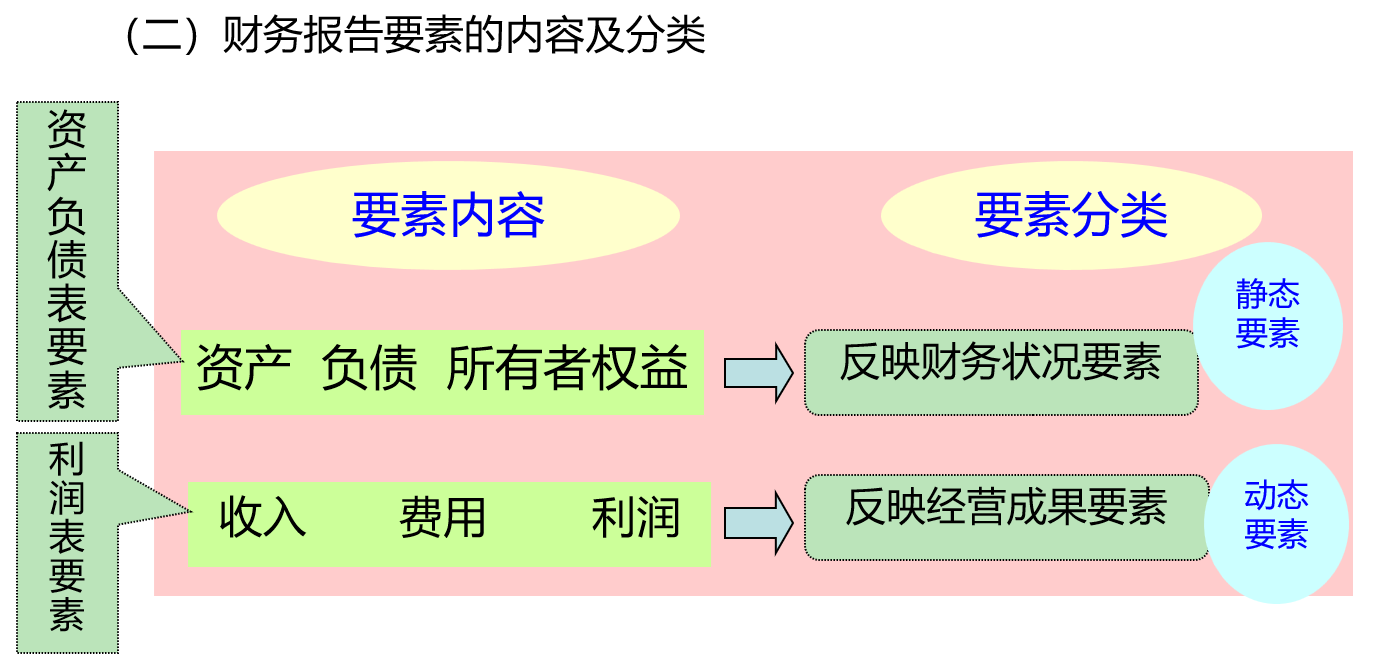 （二）财务报告要素的内容及分类
资产负债表要素
要素内容
要素分类
静态
要素
资产 负债 所有者权益
反映财务状况要素
利润表要素
收入 费用 利润
反映经营成果要素
动态
要素